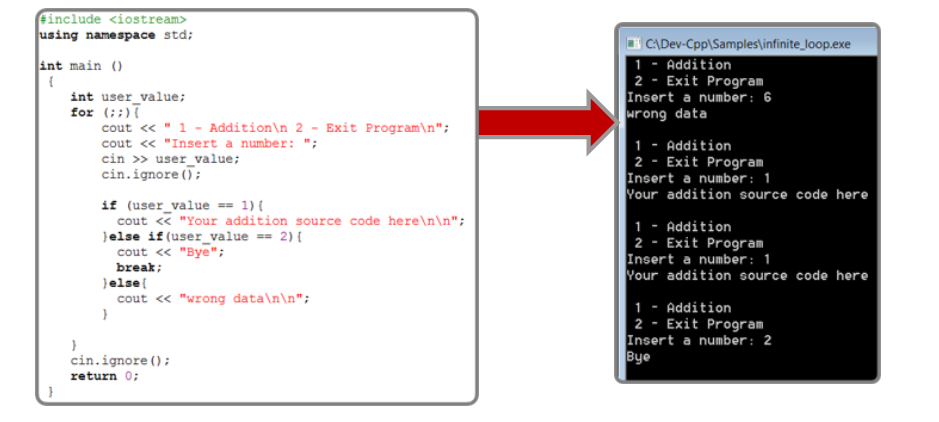 #include <iostream>
using namespace std;
int main ()
{
int user_value;
for (;;){
cout << " 1 - Addition\n 2 - Exit Program\n";
cout << "Insert a number: ";
cin >> user_value;
cin.ignore();
if (user_value == 1){
cout << "Your addition source code here\n\n";
}else if(user_value == 2){
cout << "Bye";
break;
}else{
cout << "wrong data\n\n";
}
}
cin.ignore();
return 0;
}
C:\Dev-Cpp\Samples\infinite_loop.exe
1 - Addition
2 - Exit Program
Insert a number: 6
wrong data
1 - Addition
2 - Exit Program
Insert a number: 1
Your addition source code here
1 - Addition
2 - Exit Program
Insert a number: 1
Your addition source code here
1 - Addition
2 - Exit Program
Insert a number: 2
Bye